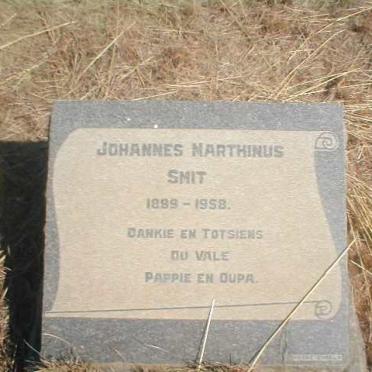 JOHANNES MARTHINUS
SMIT
1899 - 1958.
DANKIE EN TOTSIENS
OU VALE
PAPPIE EN OUPA.